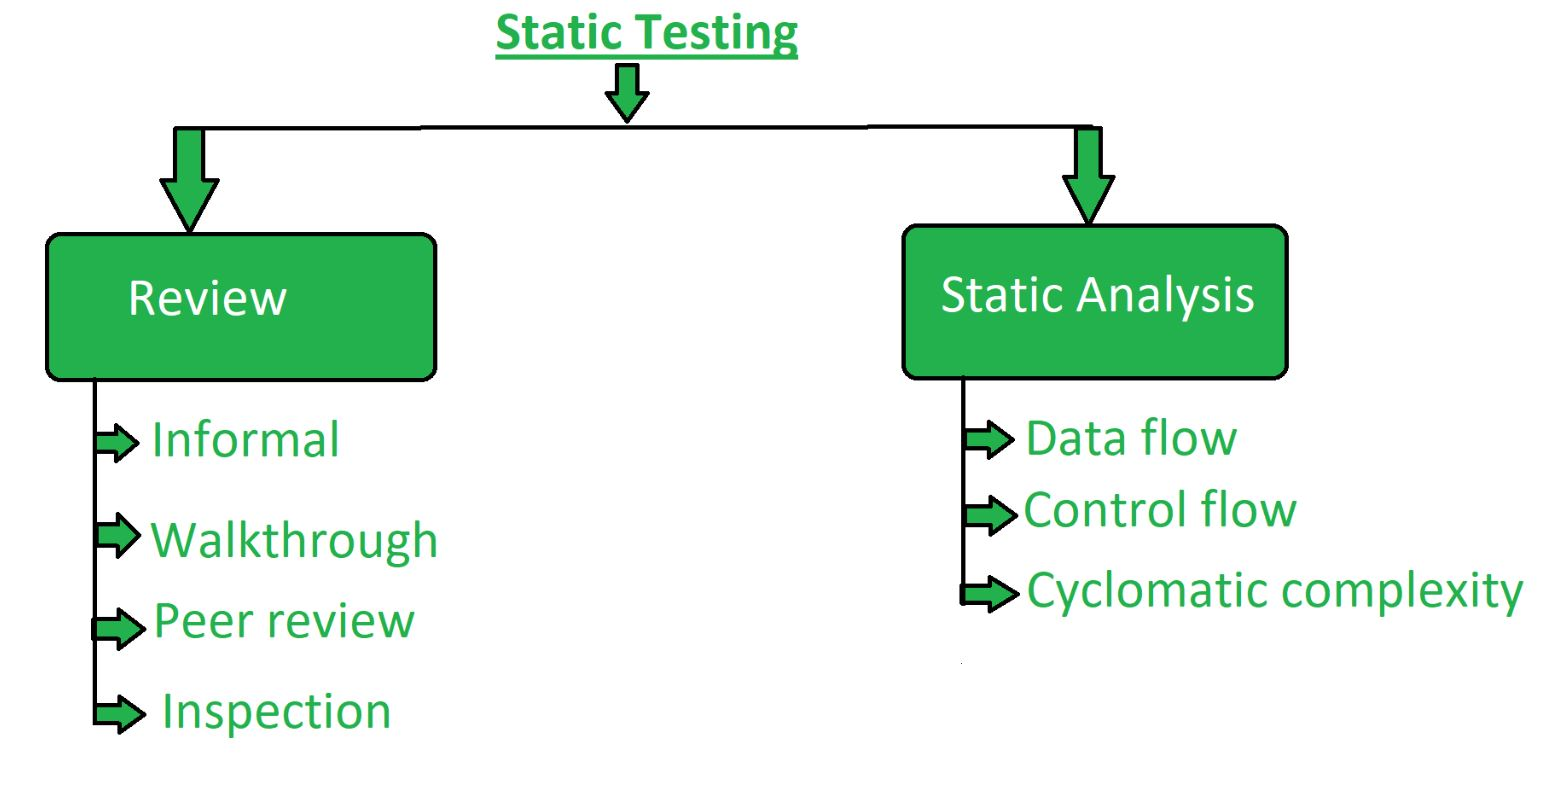 Static Testing
Review
Informal
Walkthrough
Peer review
Inspection
Static Analysis
Data flow
Control flow
Cyclomatic complexity